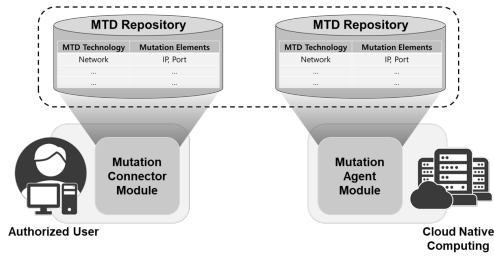 MTD Repository
MTD Technology Mutation Elements
Network IP, Port
... ...
... ...
MTD Repository
MTD Technology Mutation Elements
Network IP, Port
... ...
... ...
Mutation
Connector
Module
Mutation
Agent
Module
Authorized User
Cloud Native
Computing